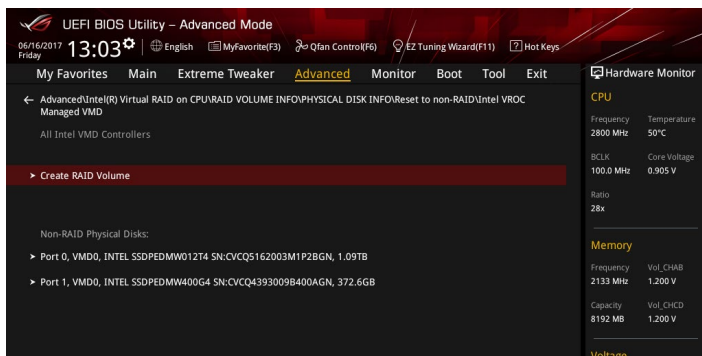 UEFI BIOS Utility – Advanced Mode
06/16/2017 Friday 13:03 English MyFavorite(F3) Qfan Control(F6) EZ Tuning Wizard(F11) ? Hot Keys
My Favorites Main Extreme Tweaker Advanced Monitor Boot Tool Exit
Hardware Monitor
← Advanced\Intel(R) Virtual RAID on CPU\RAID VOLUME INFO\PHYSICAL DISK INFO\Reset to non-RAID\Intel VROC
Managed VMD
All Intel VMD Controllers
> Create RAID Volume
Non-RAID Physical Disks:
> Port 0, VMD0, INTEL SSDPEDMW012T4 SN:CVCQ5162003M1P2BGN, 1.09TB
> Port 1, VMD0, INTEL SSDPEDMW400G4 SN:CVCQ4393009B400AGN, 372.6GB
CPU
Frequency Temperature
2800 MHz 50°C
BCLK Core Voltage
100.0 MHz 0.905 V
Ratio
28x
Memory
Frequency Vol_CHAB
2133 MHz 1.200 V
Capacity Vol_CHCD
8192 MB 1.200 V
Voltage